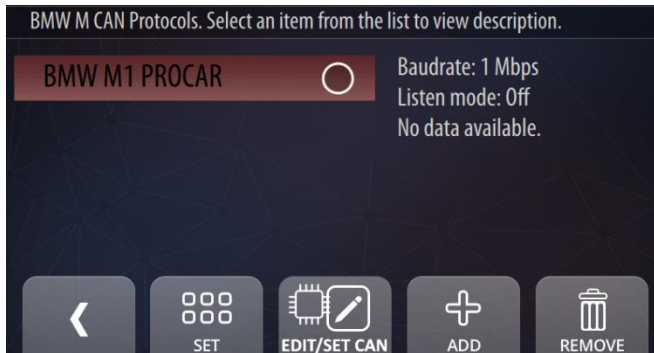 BMW M CAN Protocols. Select an item from the list to view description.
BMW M1 PROCAR
Baudrate: 1 Mbps
Listen mode: Off
No data available.
SET
EDIT/SET CAN
ADD
REMOVE